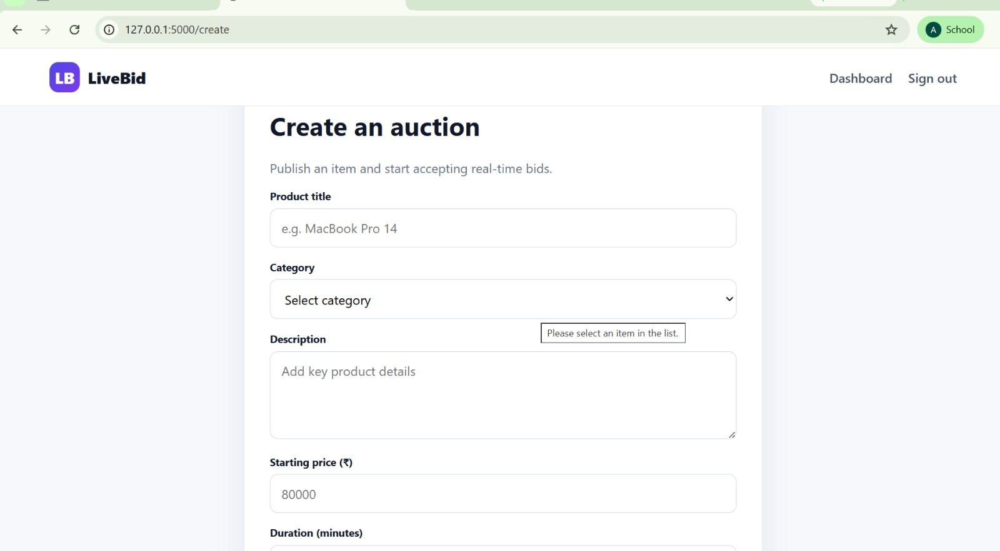 127.0.0.1:5000/create
A School
LB LiveBid
Dashboard Sign out
Create an auction
Publish an item and start accepting real-time bids.
Product title
e.g. MacBook Pro 14
Category
Select category
Please select an item in the list.
Description
Add key product details
Starting price (₹)
80000
Duration (minutes)